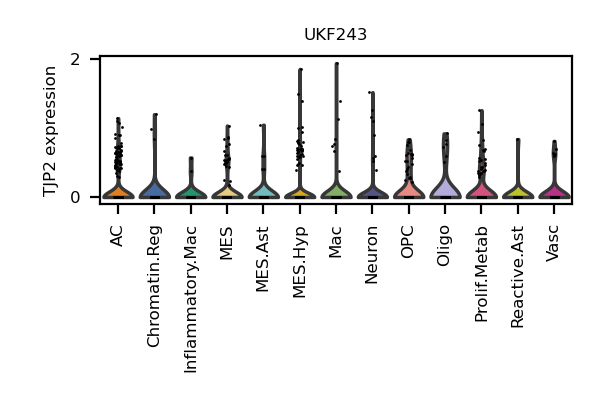 UKF243
TJP2 expression
2
0
AC
Chromatin.Reg
Inflammatory.Mac
MES
MES.Ast
MES.Hyp
Mac
Neuron
OPC
Oligo
Prolif.Metab
Reactive.Ast
Vasc